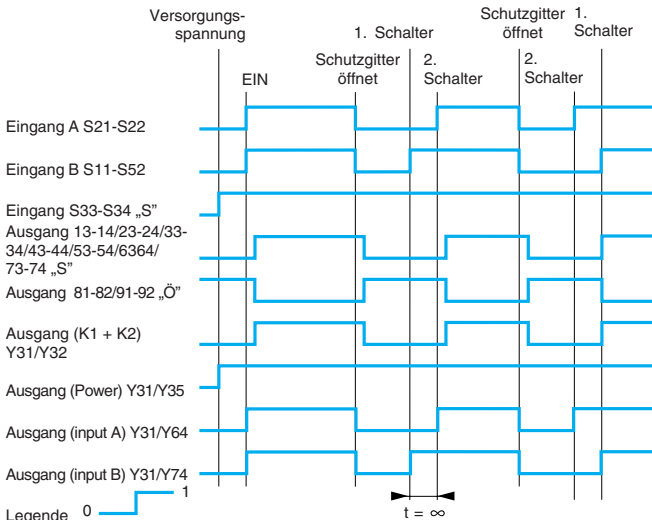 Versorgungs-
spannung
EIN
Schutzgitter
öffnet
1. Schalter
2.
Schalter
Schutzgitter
öffnet
2.
Schalter
1.
Schalter
Eingang A S21-S22
Eingang B S11-S52
Eingang S33-S34 „S”
Ausgang 13-14/23-24/33-
34/43-44/53-54/6364/
73-74 „S”
Ausgang 81-82/91-92 „Ö”
Ausgang (K1 + K2)
Y31/Y32
Ausgang (Power) Y31/Y35
Ausgang (input A) Y31/Y64
Ausgang (input B) Y31/Y74
Legende 0 1
t = ∞